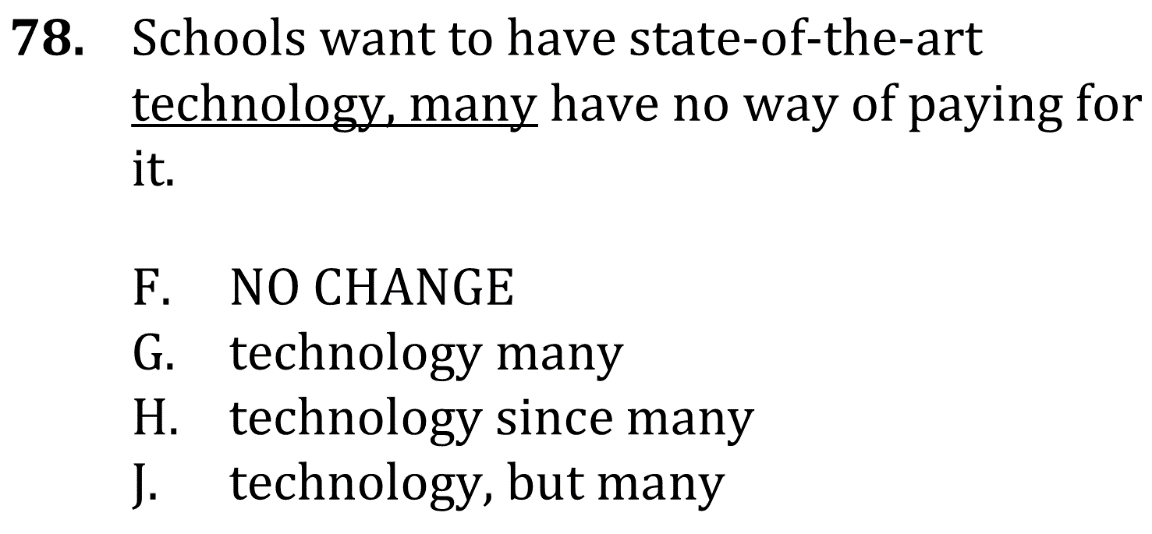 78. Schools want to have state-of-the-art
technology, many have no way of paying for
it.
F. NO CHANGE
G. technology many
H. technology since many
J. technology, but many